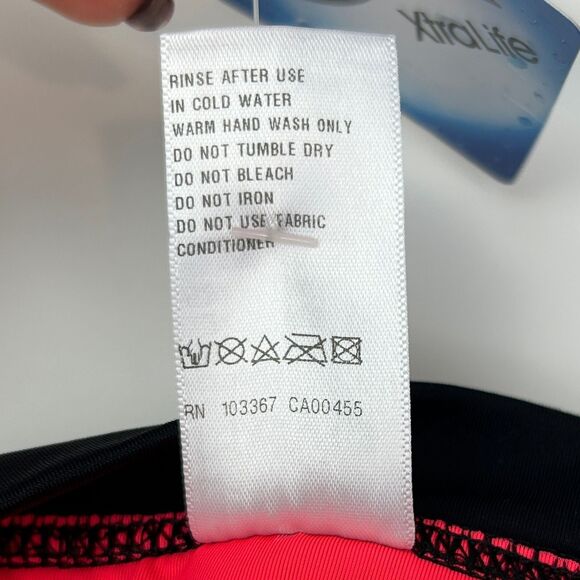 XtraLife
RINSE AFTER USE
IN COLD WATER
WARM HAND WASH ONLY
DO NOT TUMBLE DRY
DO NOT BLEACH
DO NOT IRON
DO NOT USE FABRIC
CONDITIONER
RN 103367 CA00455